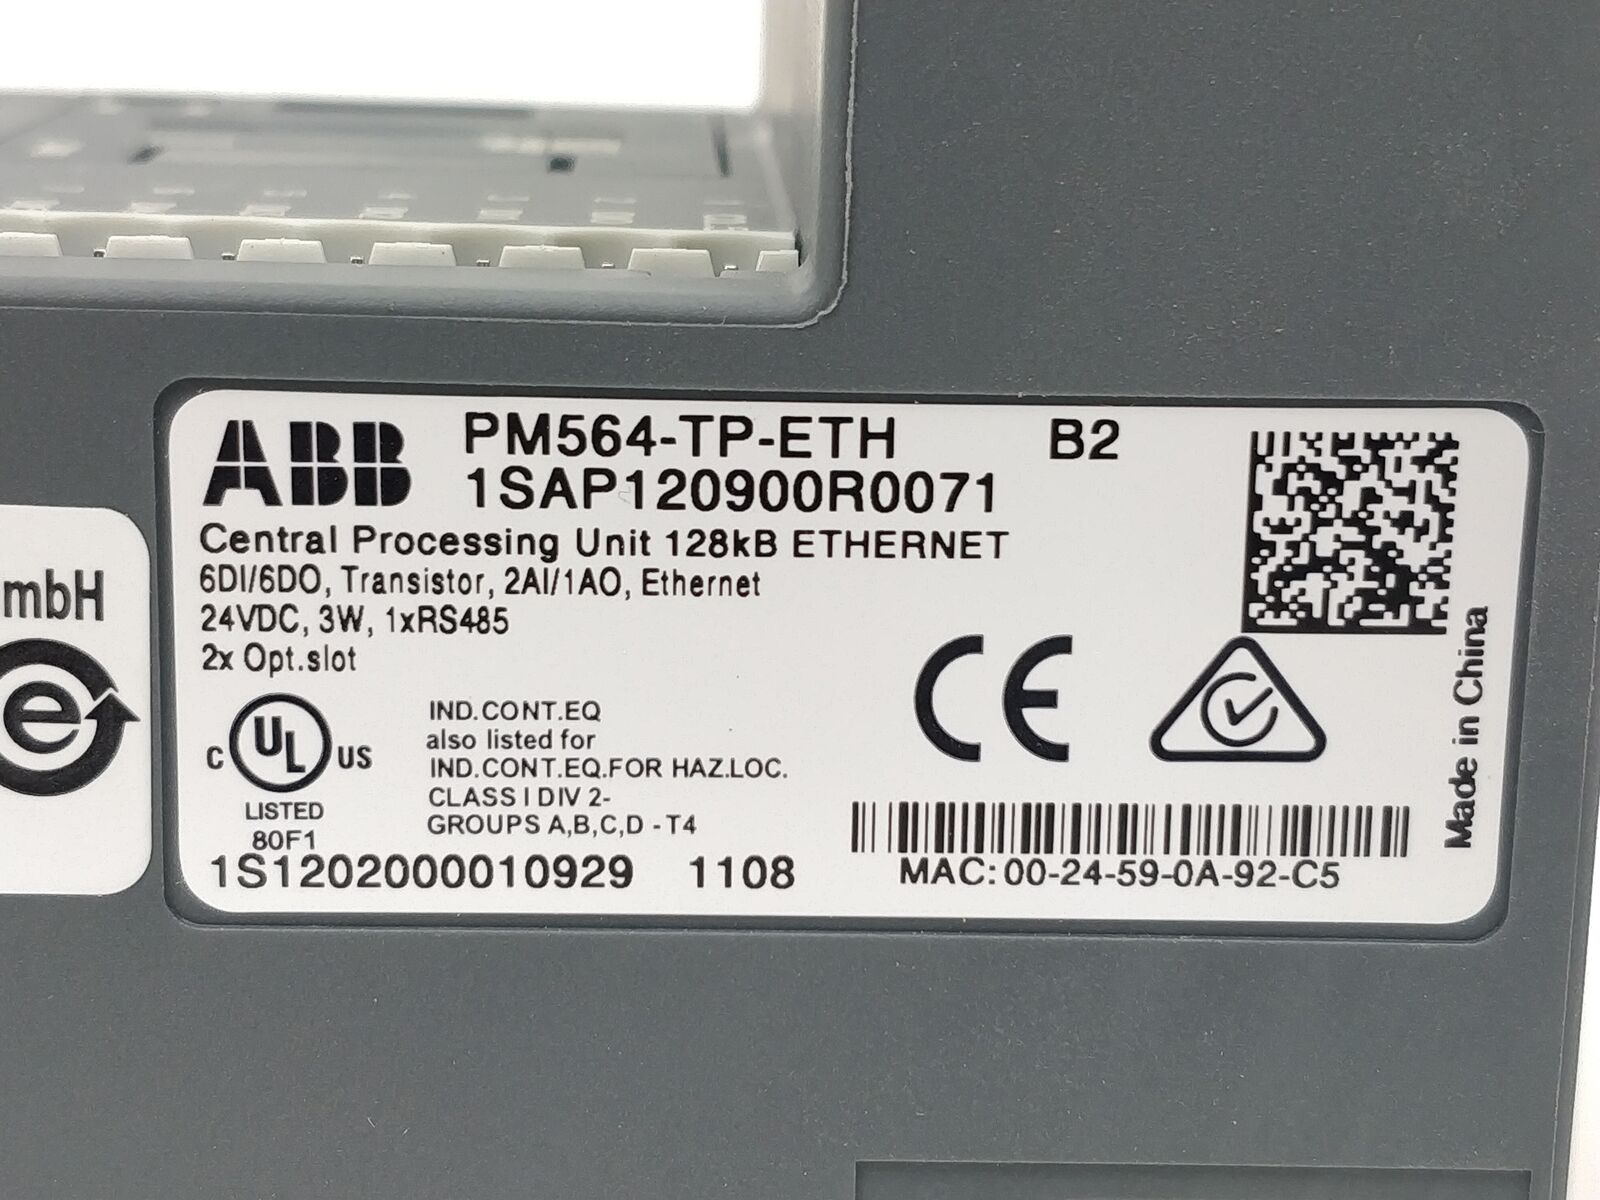 ABB
PM564-TP-ETH B2
1SAP120900R0071
Central Processing Unit 128kB ETHERNET
6DI/6DO, Transistor, 2AI/1AO, Ethernet
24VDC, 3W, 1xRS485
2x Opt.slot
C UL US
LISTED
80F1
IND.CONT.EQ
also listed for
IND.CONT.EQ.FOR HAZ.LOC.
CLASS I DIV 2-
GROUPS A,B,C,D - T4
1S1202000010929 1108
CE
MAC: 00-24-59-0A-92-C5
Made in China
mbH
e